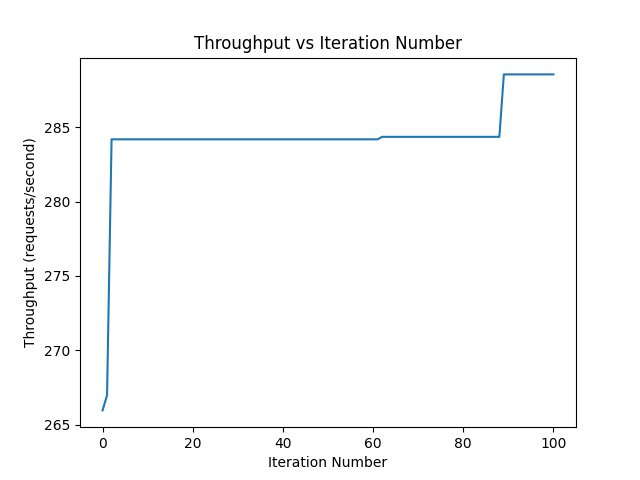 Throughput vs Iteration Number
Throughput (requests/second)
285
280
275
270
265
0 20 40 60 80 100
Iteration Number